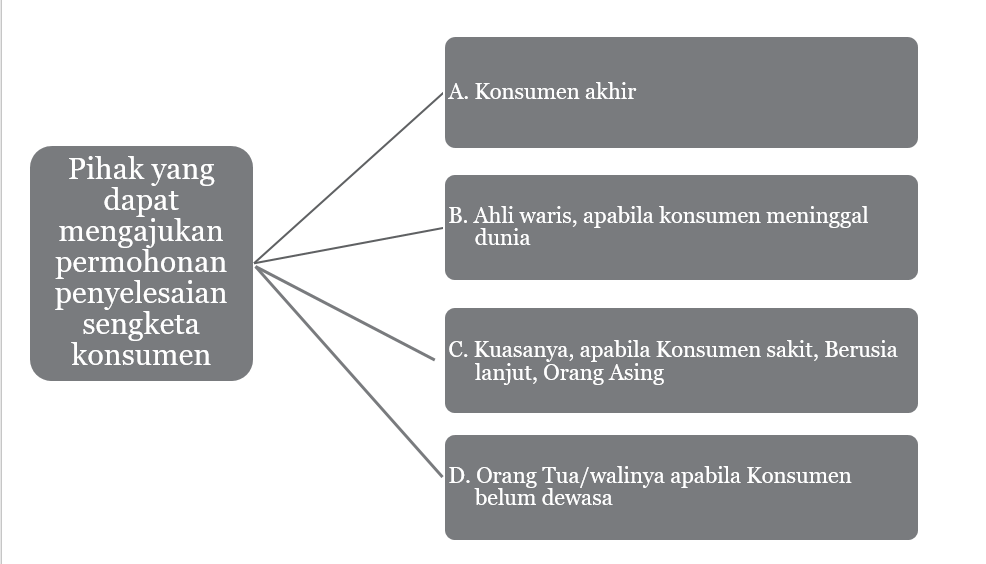 Pihak yang
dapat
mengajukan
permohonan
penyelesaian
sengketa
konsumen
A. Konsumen akhir
B. Ahli waris, apabila konsumen meninggal
dunia
C. Kuasanya, apabila Konsumen sakit, Berusia
lanjut, Orang Asing
D. Orang Tua/walinya apabila Konsumen
belum dewasa